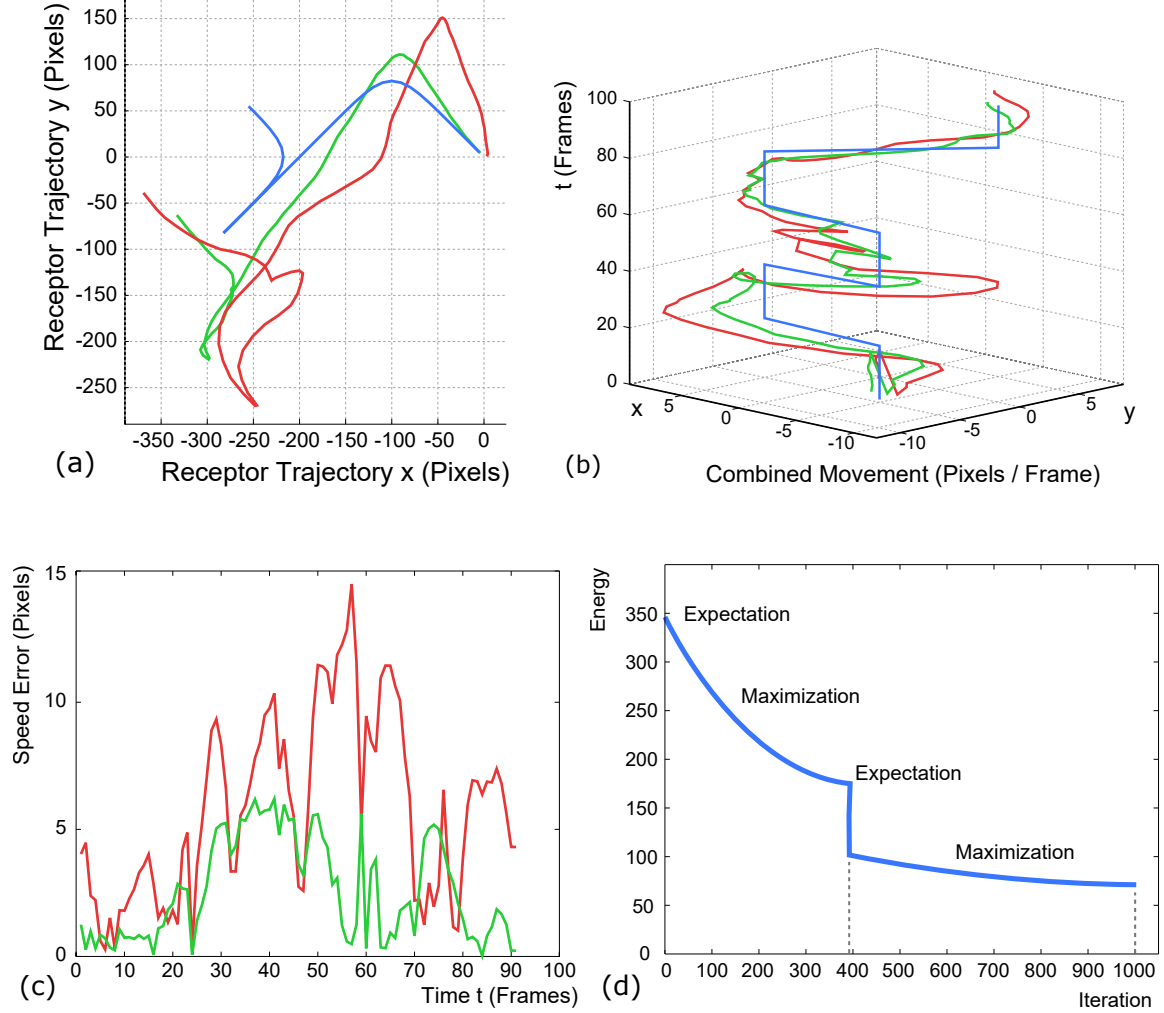 150
100
50
0
-50
-100
-150
-200
-250
Receptor Trajectory y (Pixels)
-350 -300 -250 -200 -150 -100 -50 0
(a)
Receptor Trajectory x (Pixels)
t (Frames)
100
80
60
40
20
0
x
5
0
-5
-10
-10
-5
0
5
y
(b)
Combined Movement (Pixels / Frame)
Speed Error (Pixels)
15
10
5
0
0 10 20 30 40 50 60 70 80 90 100
(c)
Time t (Frames)
Energy
350
300
250
200
150
100
50
0
Expectation
Maximization
Expectation
Maximization
0 100 200 300 400 500 600 700 800 900 1000
(d)
Iteration